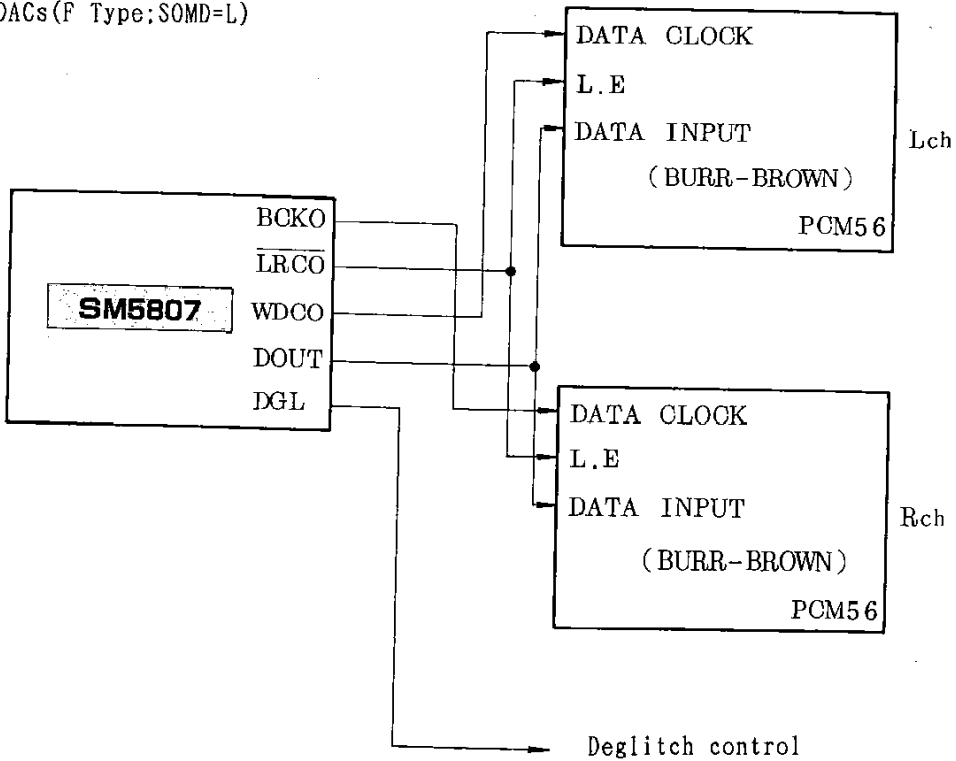 DACs(F Type;SOMD=L)
DATA CLOCK
L.E
DATA INPUT
(BURR-BROWN)
PCM56
Lch
SM5807
BCKO
LRCO
WDCO
DOUT
DGL
DATA CLOCK
L.E
DATA INPUT
(BURR-BROWN)
PCM56
Rch
Deglitch control